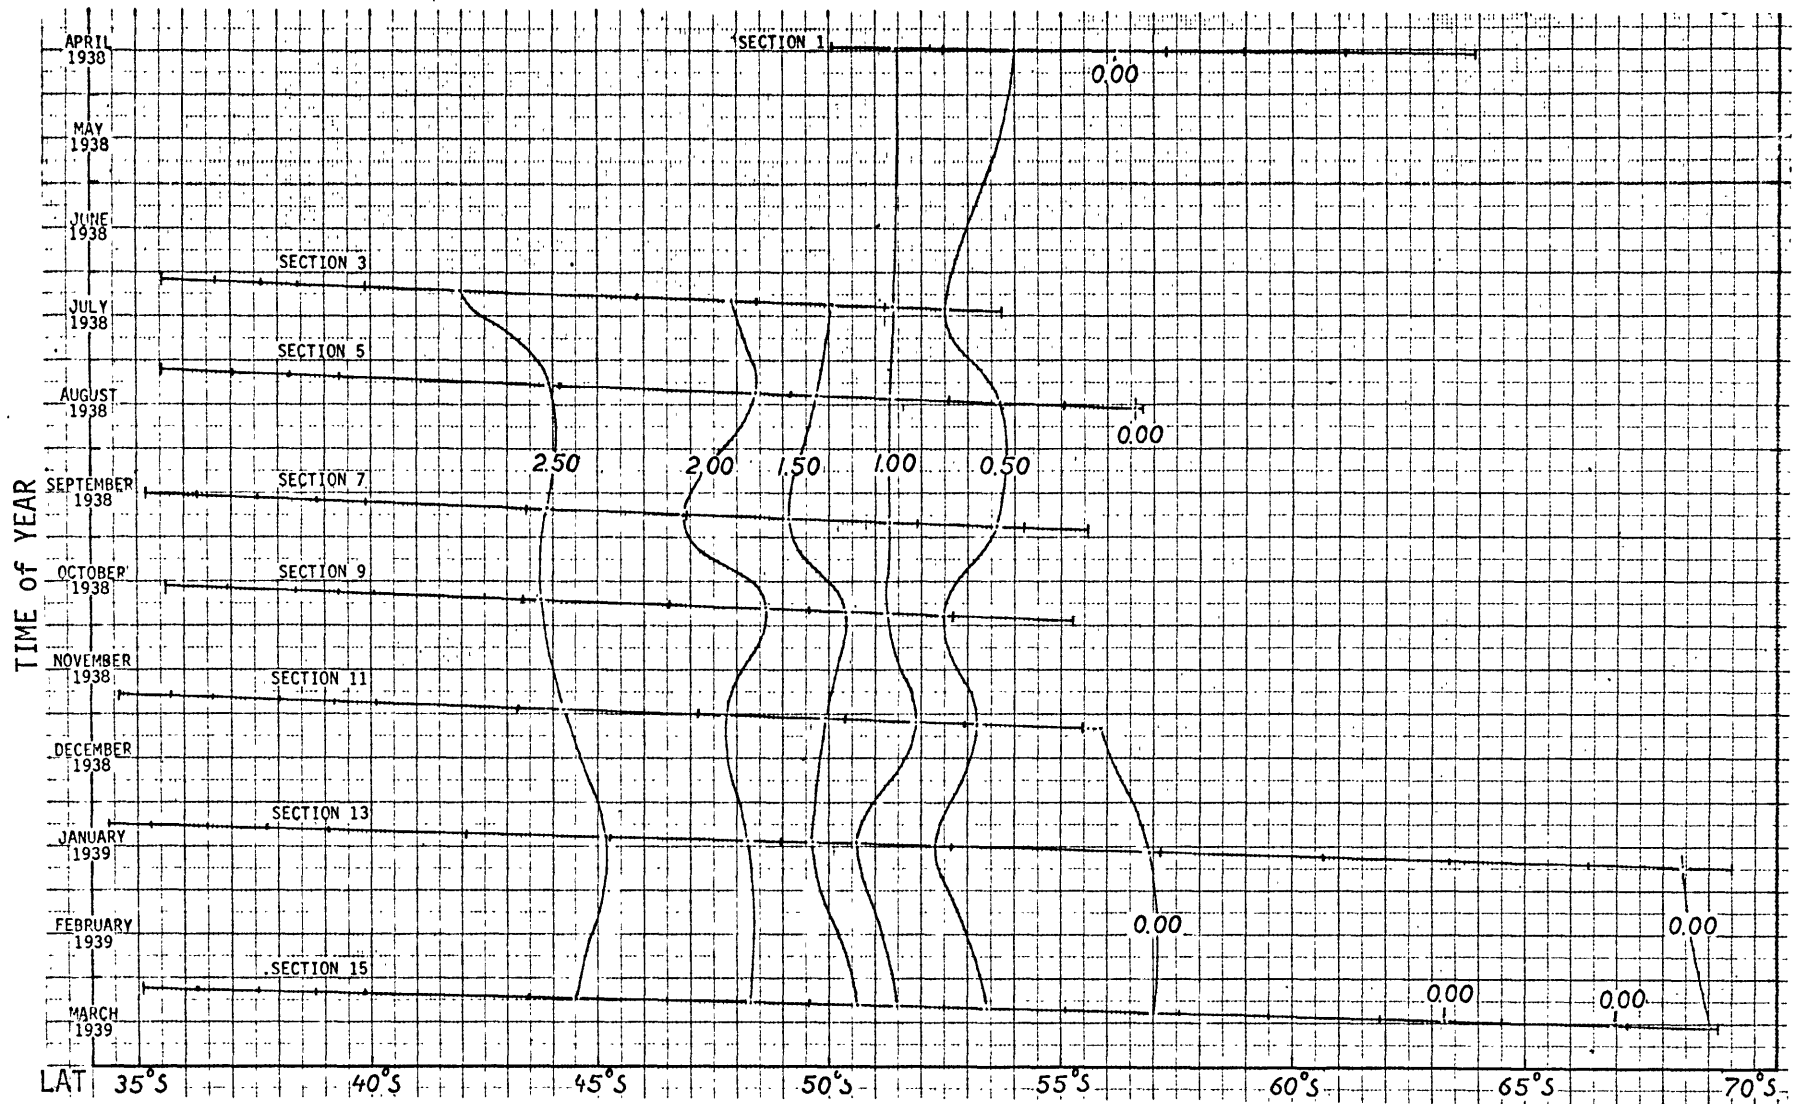 SECTION 1
APRIL
1938
0.00
MAY
1938
JUNE
1938
SECTION 3
JULY
1938
SECTION 5
AUGUST
1938
0.00
2.50 2.00 1.50 1.00 0.50
SECTION 7
SEPTEMBER
1938
SECTION 9
OCTOBER
1938
NOVEMBER
1938
SECTION 11
DECEMBER
1938
SECTION 13
JANUARY
1939
FEBRUARY
1939
0.00 0.00
SECTION 15
0.00 0.00
MARCH
1939
TIME of YEAR
LAT 35°S 40°S 45°S 50°S 55°S 60°S 65°S 70°S